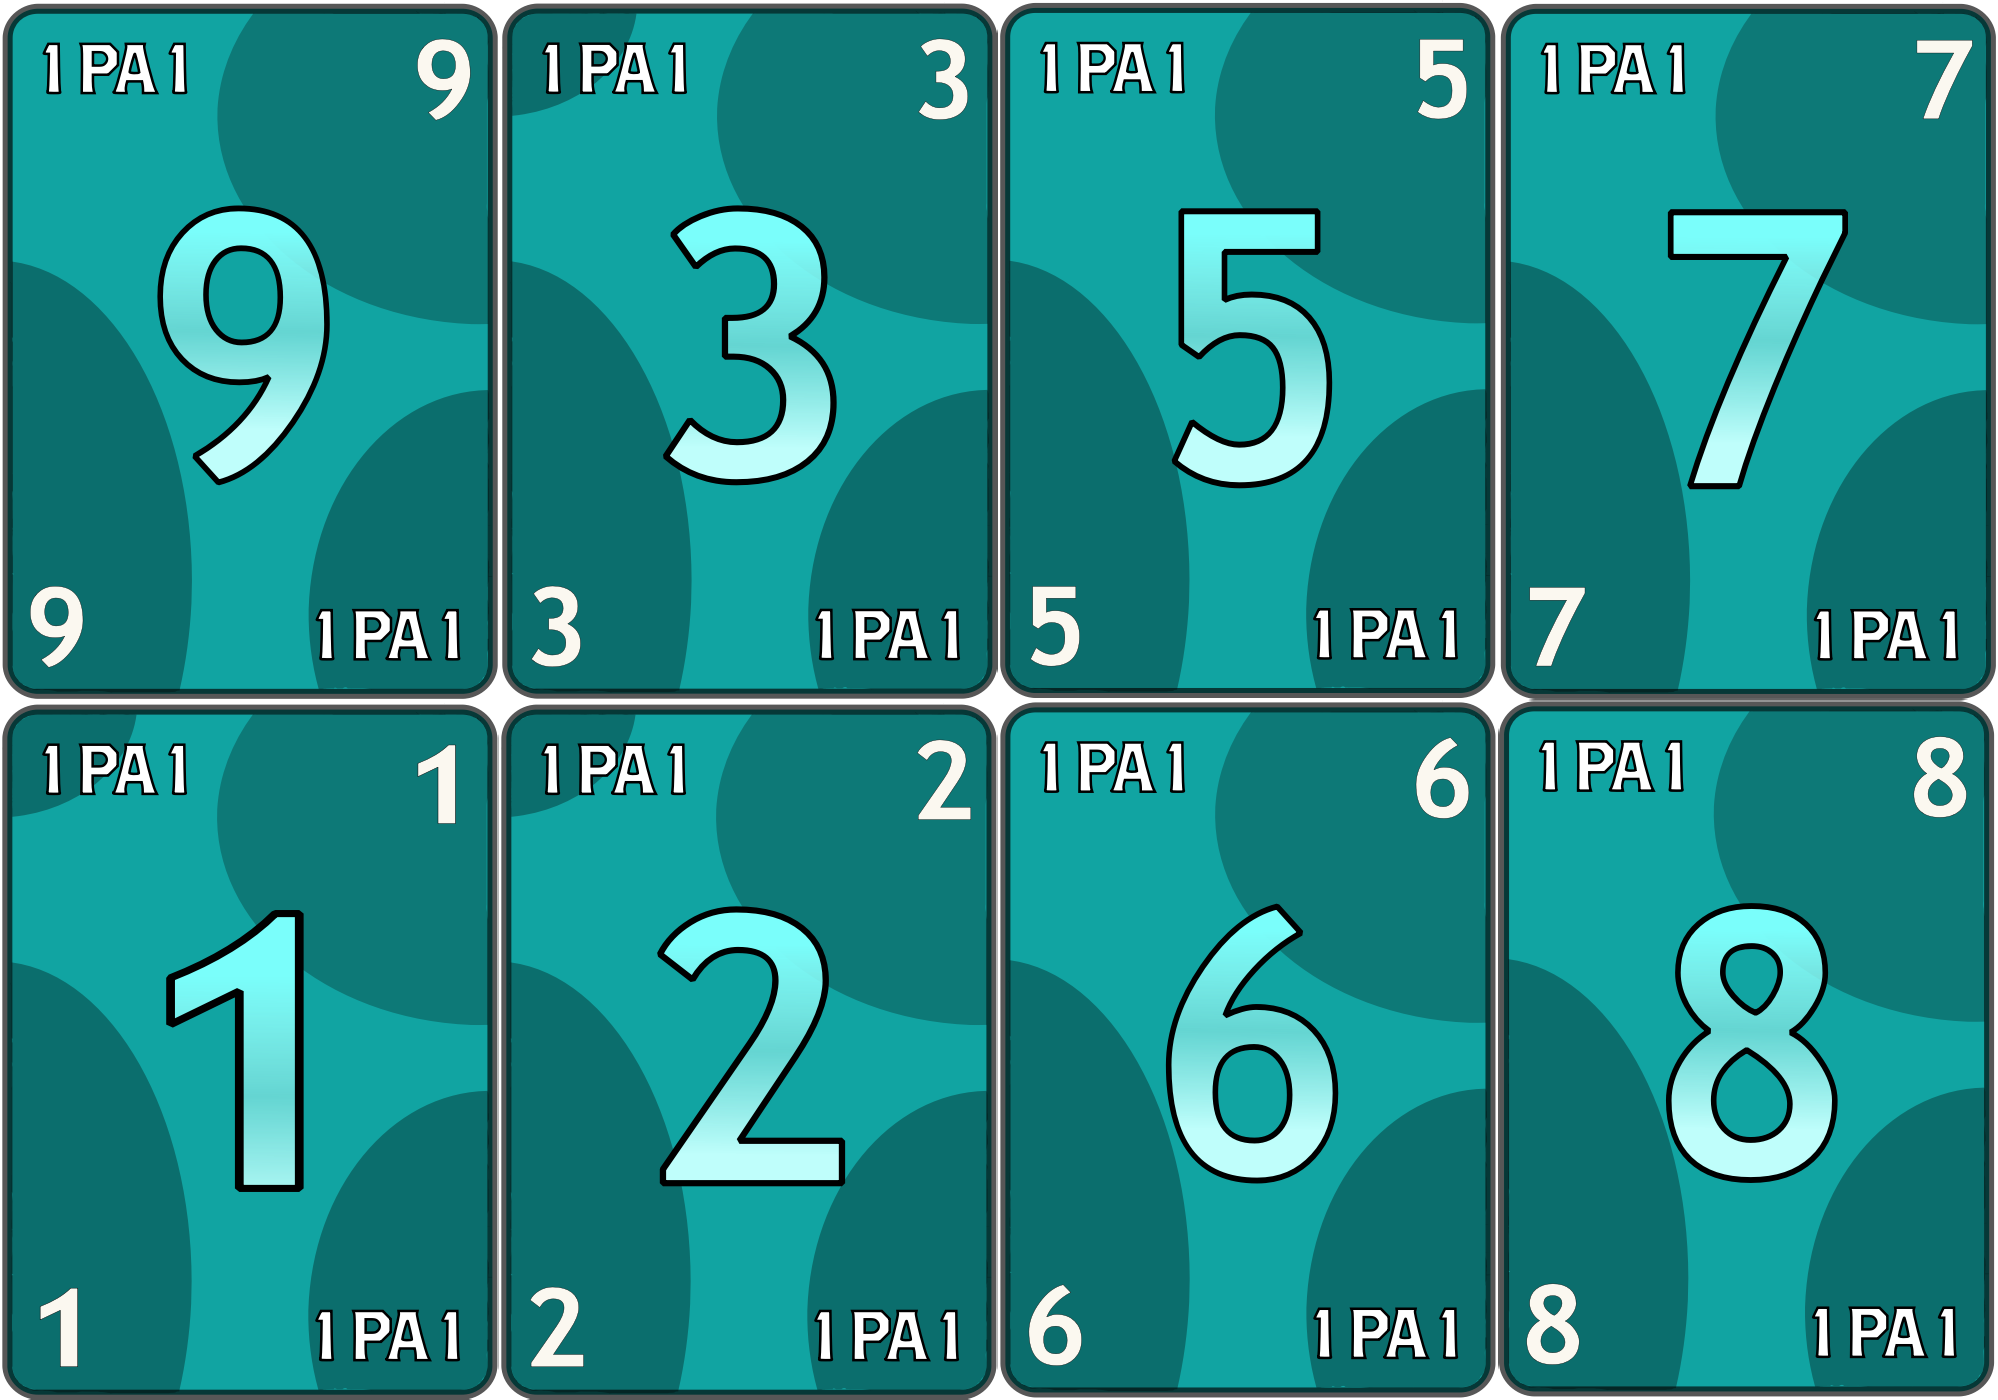 1 PA 1 9
9
9 1 PA 1
1 PA 1 3
3
3 1 PA 1
1 PA 1 5
5
5 1 PA 1
1 PA 1 7
7
7 1 PA 1
1 PA 1 1
1
1 1 PA 1
1 PA 1 2
2
2 1 PA 1
1 PA 1 6
6
6 1 PA 1
1 PA 1 8
8
8 1 PA 1